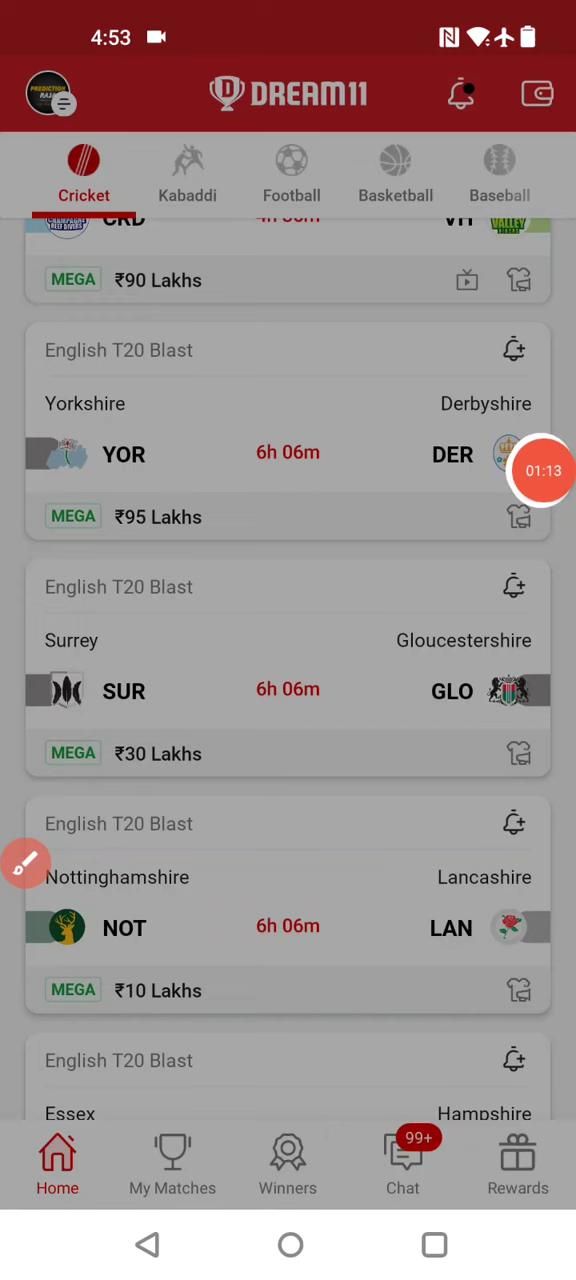 4:53
PREDICTION
DREAM11
Cricket
Kabaddi
Football
Basketball
Baseball
CRD
VH
MEGA ₹90 Lakhs
English T20 Blast
Yorkshire Derbyshire
YOR 6h 06m DER
01:13
MEGA ₹95 Lakhs
English T20 Blast
Surrey Gloucestershire
SUR 6h 06m GLO
MEGA ₹30 Lakhs
English T20 Blast
Nottinghamshire Lancashire
NOT 6h 06m LAN
MEGA ₹10 Lakhs
English T20 Blast
Essex Hampshire
99+
Home
My Matches
Winners
Chat
Rewards